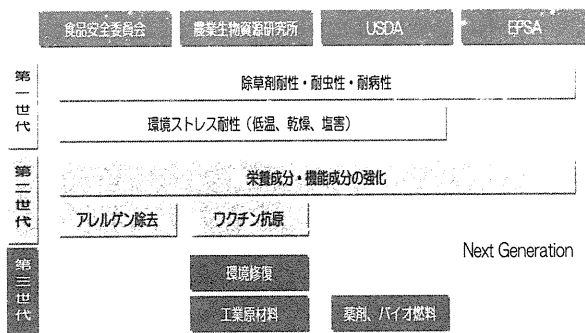 食品安全委員会 農業生物資源研究所 USDA EFSA
第一世代
除草剤耐性・耐虫性・耐病性
環境ストレス耐性（低温、乾燥、塩害）
第二世代
栄養成分・機能成分の強化
アレルゲン除去 ワクチン抗原
Next Generation
第三世代
環境修復
工業原材料 薬剤、バイオ燃料